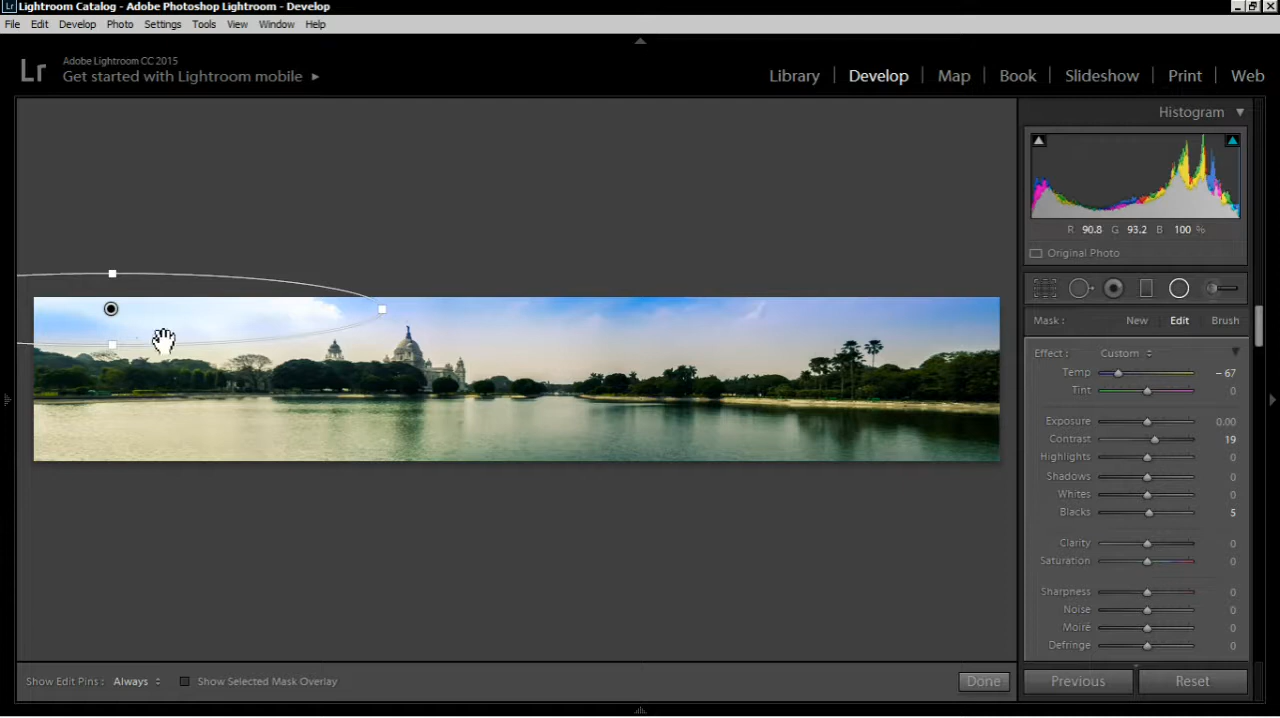 Lr Lightroom Catalog - Adobe Photoshop Lightroom - Develop
File Edit Develop Photo Settings Tools View Window Help
Lr Adobe Lightroom CC 2015
Get started with Lightroom mobile
Library Develop Map Book Slideshow Print Web
Histogram
R 90.8 G 93.2 B 100 %
Original Photo
Mask : New Edit Brush
Effect : Custom
Temp - 67
Tint 0
Exposure 0.00
Contrast 19
Highlights 0
Shadows 0
Whites 0
Blacks 5
Clarity 0
Saturation 0
Sharpness 0
Noise 0
Moiré 0
Defringe 0
Show Edit Pins : Always Show Selected Mask Overlay Done Previous Reset